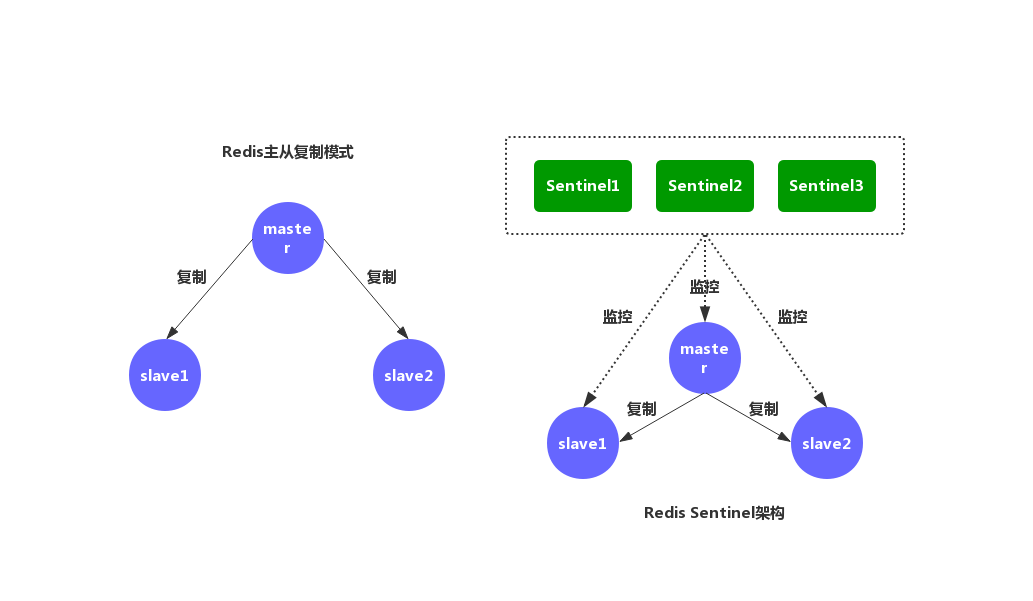 Redis主从复制模式
maste
r
复制
复制
slave1
slave2
Sentinel1
Sentinel2
Sentinel3
监控
监控
监控
maste
r
复制
复制
slave1
slave2
Redis Sentinel架构